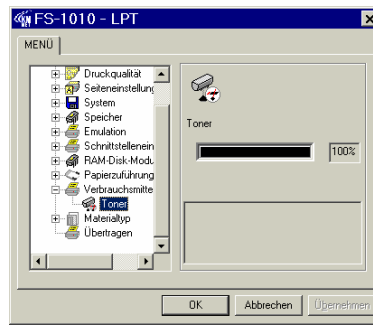 FS-1010 - LPT
MENÜ
Druckqualität
Seiteneinstellung
System
Speicher
Emulation
Schnittstellenein
RAM-Disk-Modu
Papierzuführung
Verbrauchsmitte
Toner
Materialtyp
Übertragen
Toner
100%
OK
Abbrechen
Übernehmen